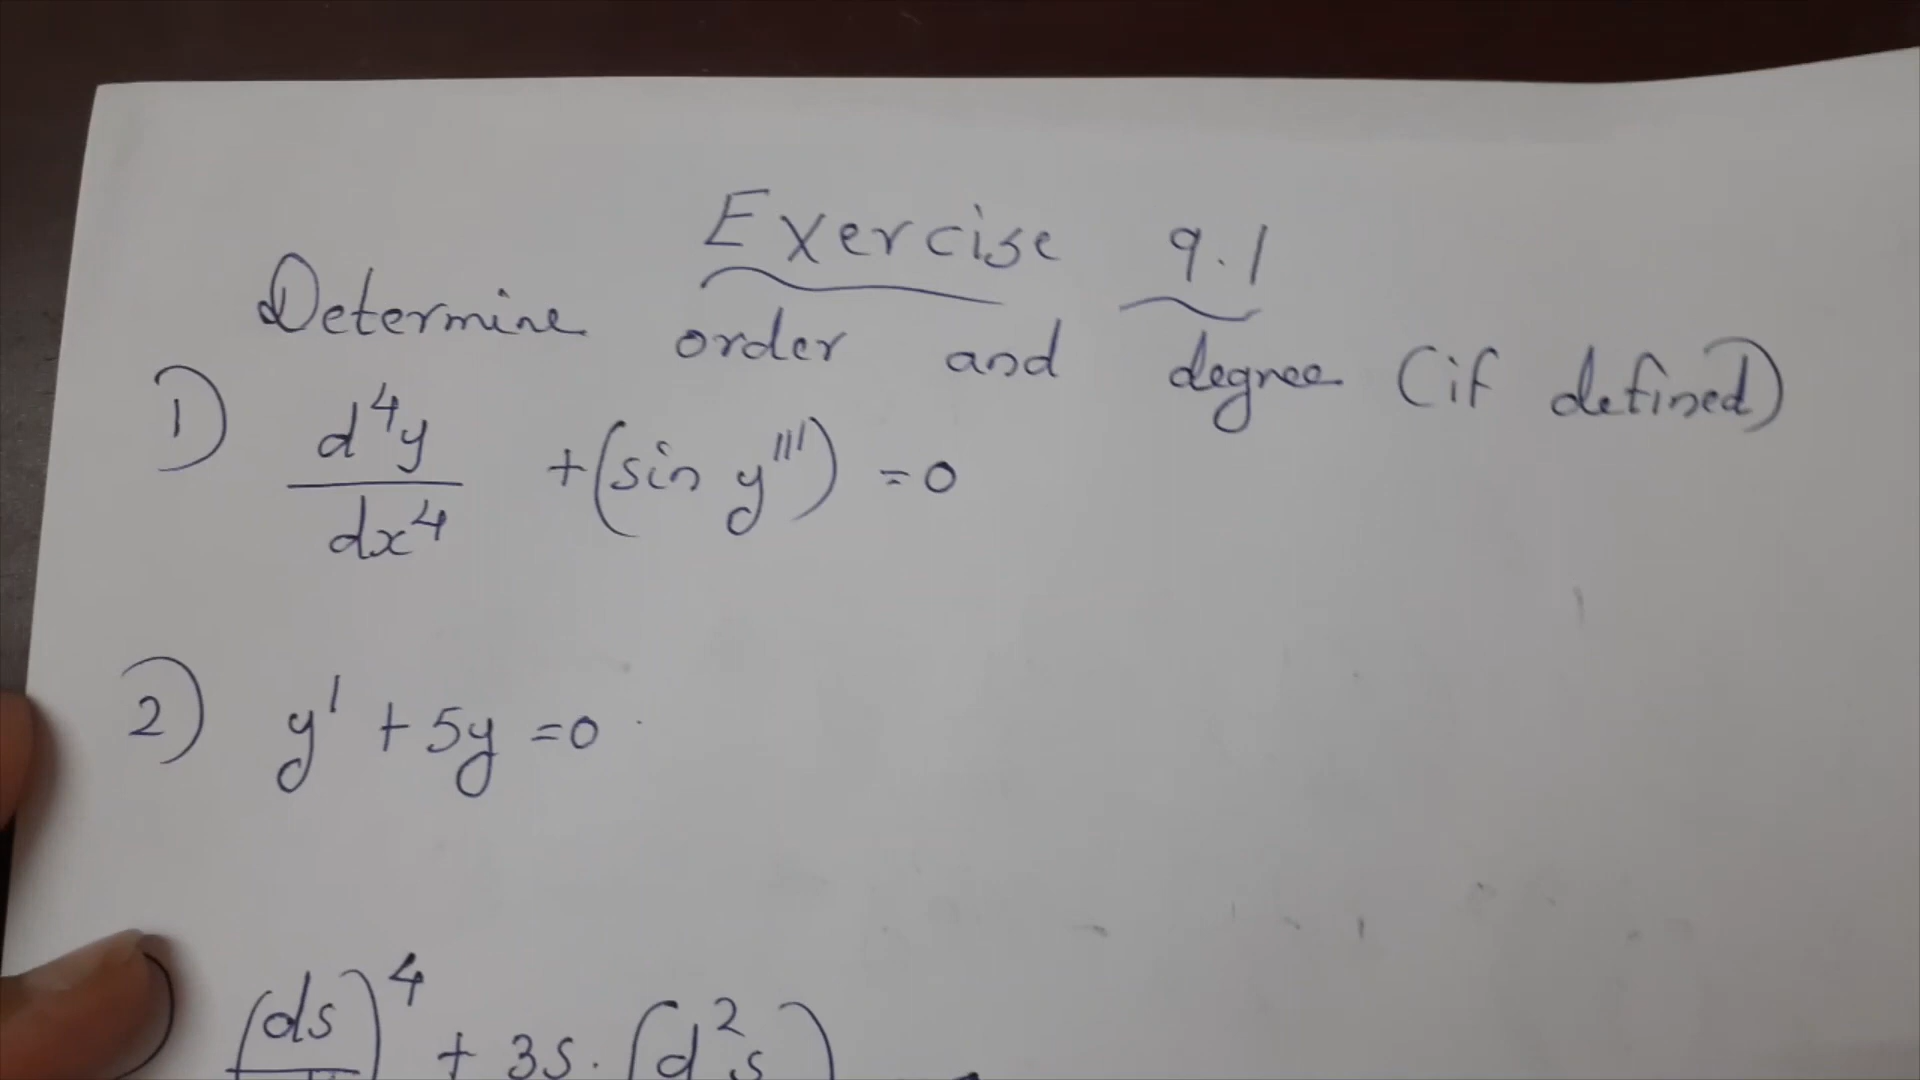 Exercise 9.1
Determine order and degree (if defined)
1) d⁴y/dx⁴ + (sin y''') = 0
2) y' + 5y = 0
(ds)⁴ + 3s. (d²s)